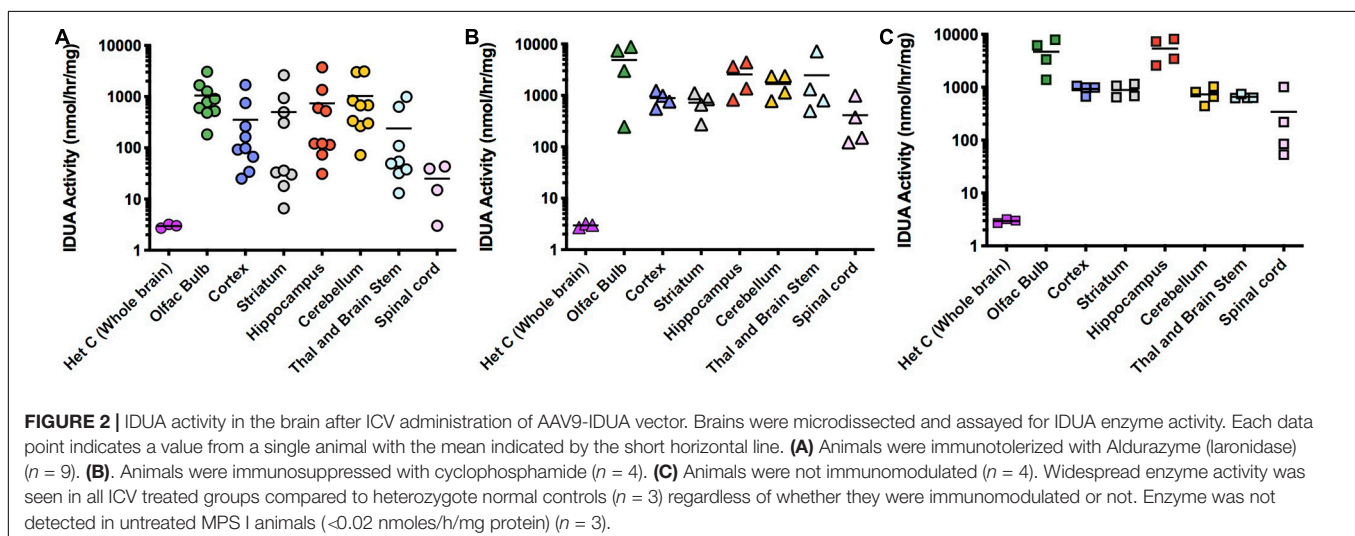 A
B
C
IDUA Activity (nmol/hr/mg)
10000
1000
100
10
1
Het C (Whole brain)
Olfac Bulb
Cortex
Striatum
Hippocampus
Cerebellum
Thal and Brain Stem
Spinal cord
IDUA Activity (nmol/hr/mg)
10000
1000
100
10
1
Het C (Whole brain)
Olfac Bulb
Cortex
Striatum
Hippocampus
Cerebellum
Thal and Brain Stem
Spinal cord
IDUA Activity (nmol/hr/mg)
10000
1000
100
10
1
Het C (Whole brain)
Olfac Bulb
Cortex
Striatum
Hippocampus
Cerebellum
Thal and Brain Stem
Spinal cord
FIGURE 2 | IDUA activity in the brain after ICV administration of AAV9-IDUA vector. Brains were microdissected and assayed for IDUA enzyme activity. Each data
point indicates a value from a single animal with the mean indicated by the short horizontal line. (A) Animals were immunotolerized with Aldurazyme (laronidase)
(n = 9). (B). Animals were immunosuppressed with cyclophosphamide (n = 4). (C) Animals were not immunomodulated (n = 4). Widespread enzyme activity was
seen in all ICV treated groups compared to heterozygote normal controls (n = 3) regardless of whether they were immunomodulated or not. Enzyme was not
detected in untreated MPS I animals (<0.02 nmoles/h/mg protein) (n = 3).